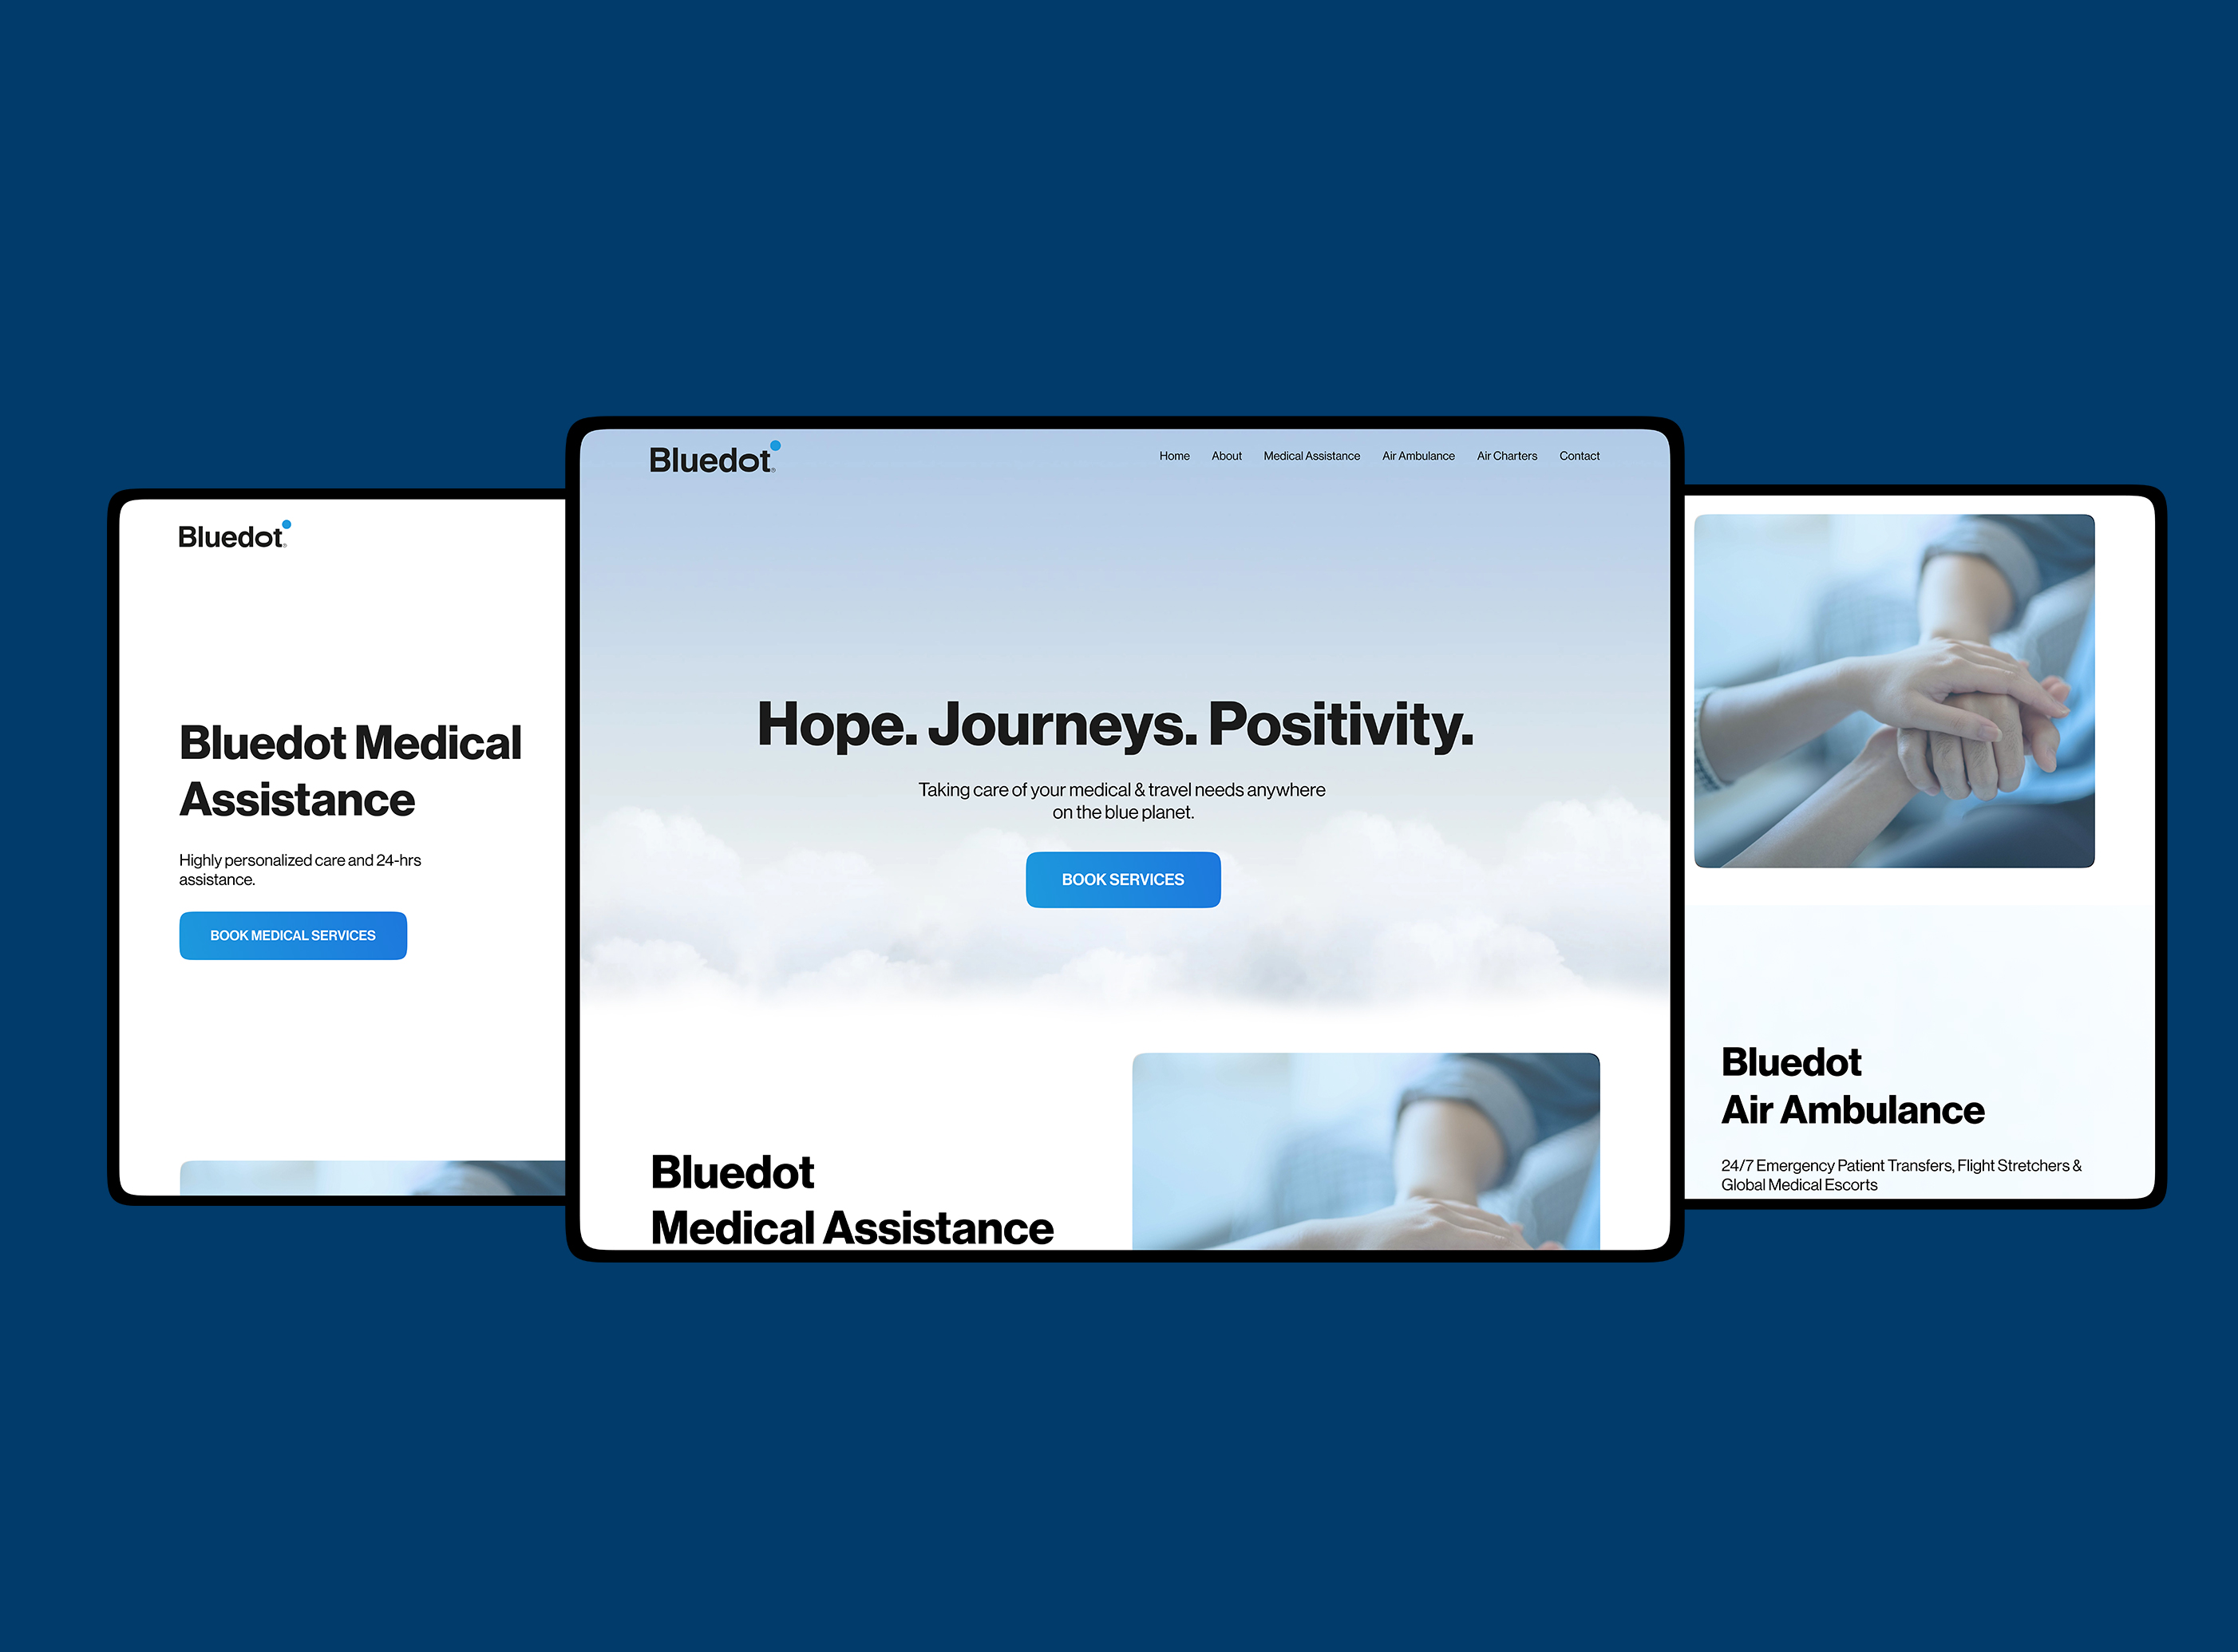 Bluedot®
Bluedot Medical
Assistance
Highly personalized care and 24-hrs
assistance.
BOOK MEDICAL SERVICES
Bluedot®
Home About Medical Assistance Air Ambulance Air Charters Contact
Hope. Journeys. Positivity.
Taking care of your medical & travel needs anywhere
on the blue planet.
BOOK SERVICES
Bluedot
Medical Assistance
Bluedot
Air Ambulance
24/7 Emergency Patient Transfers, Flight Stretchers &
Global Medical Escorts